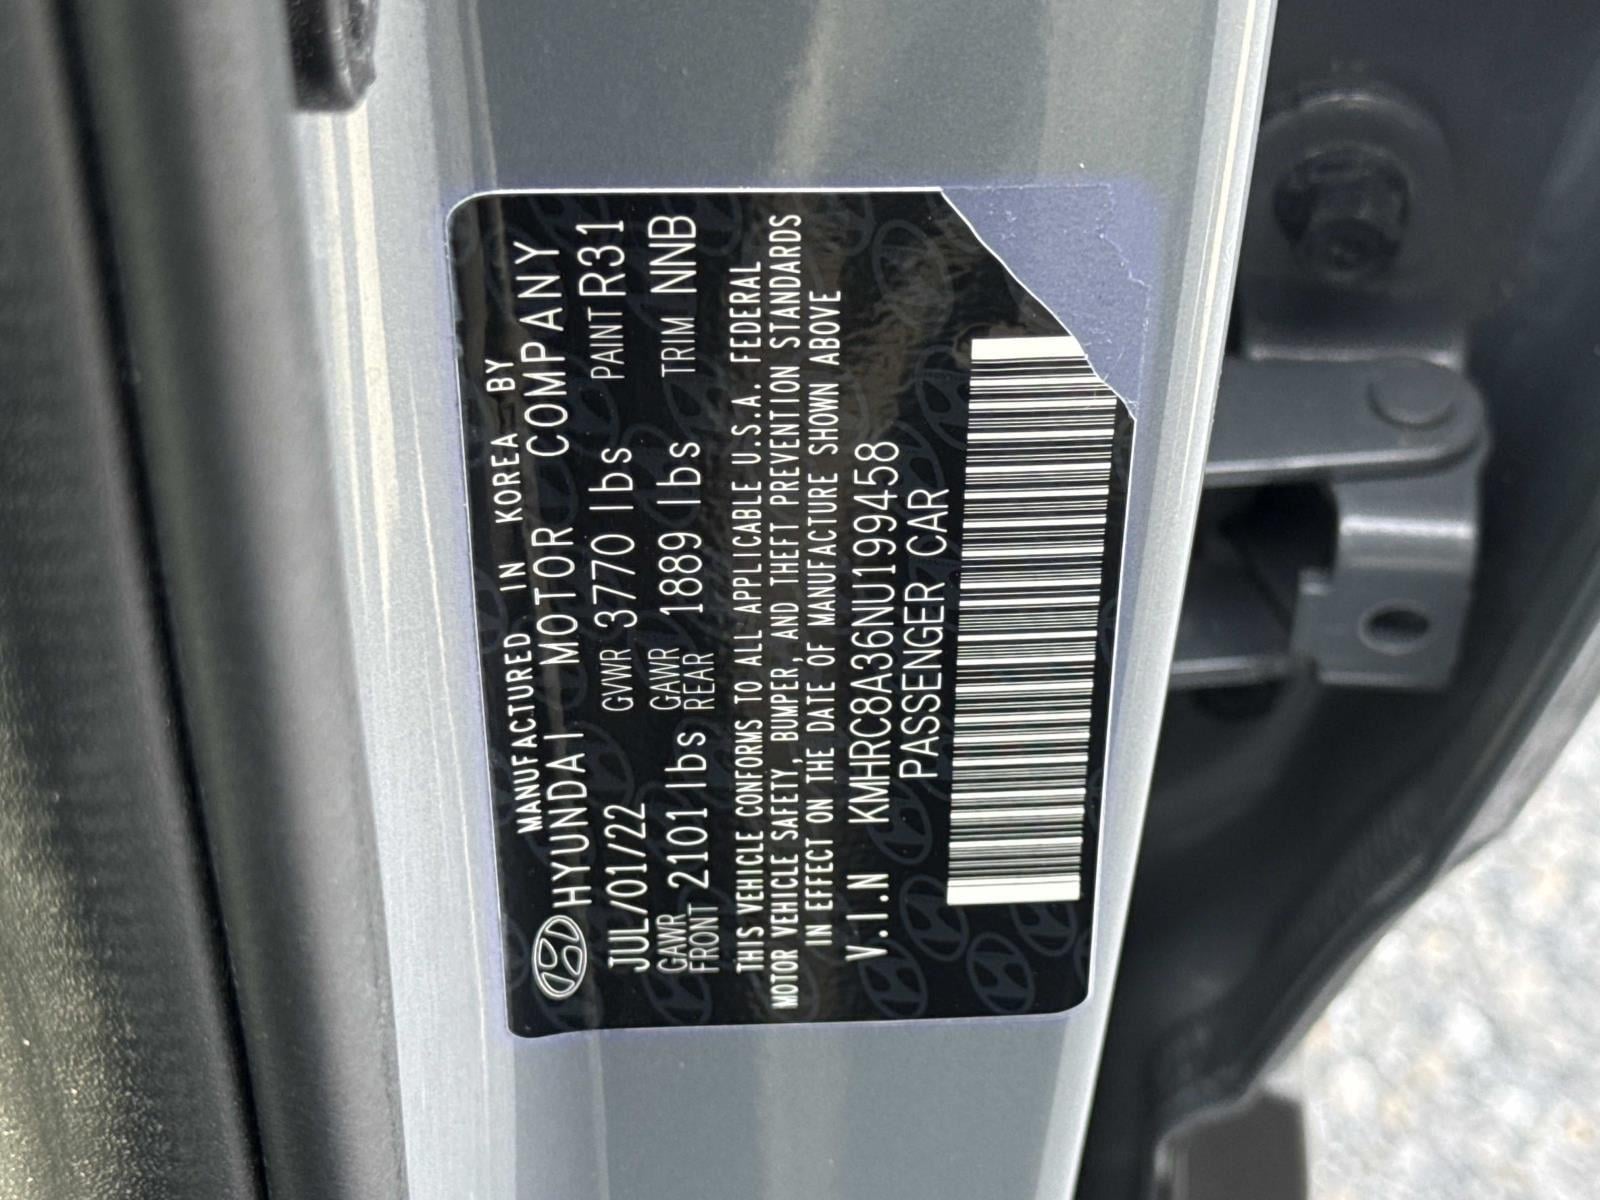 MANUFACTURED IN KOREA BY
HYUNDAI MOTOR COMPANY
JUL/01/22 GVWR 3770 lbs PAINT R31
GAWR FRONT 2101 lbs GAWR REAR 1889 lbs TRIM NNB
THIS VEHICLE CONFORMS TO ALL APPLICABLE U.S.A. FEDERAL
MOTOR VEHICLE SAFETY, BUMPER, AND THEFT PREVENTION STANDARDS
IN EFFECT ON THE DATE OF MANUFACTURE SHOWN ABOVE
V.I.N KMHRC8A36NU199458
PASSENGER CAR